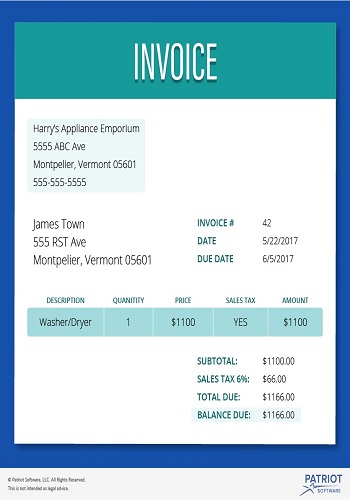 INVOICE
Harry's Appliance Emporium
5555 ABC Ave
Montpelier, Vermont 05601
555-555-5555
James Town
555 RST Ave
Montpelier, Vermont 05601
INVOICE # 42
DATE 5/22/2017
DUE DATE 6/5/2017
DESCRIPTION QUANITITY PRICE SALES TAX AMOUNT
Washer/Dryer 1 $1100 YES $1100
SUBTOTAL: $1100.00
SALES TAX 6%: $66.00
TOTAL DUE: $1166.00
BALANCE DUE: $1166.00
© Patriot Software, LLC. All Rights Reserved.
This is not intended as legal advice.
PATRIOT
SOFTWARE